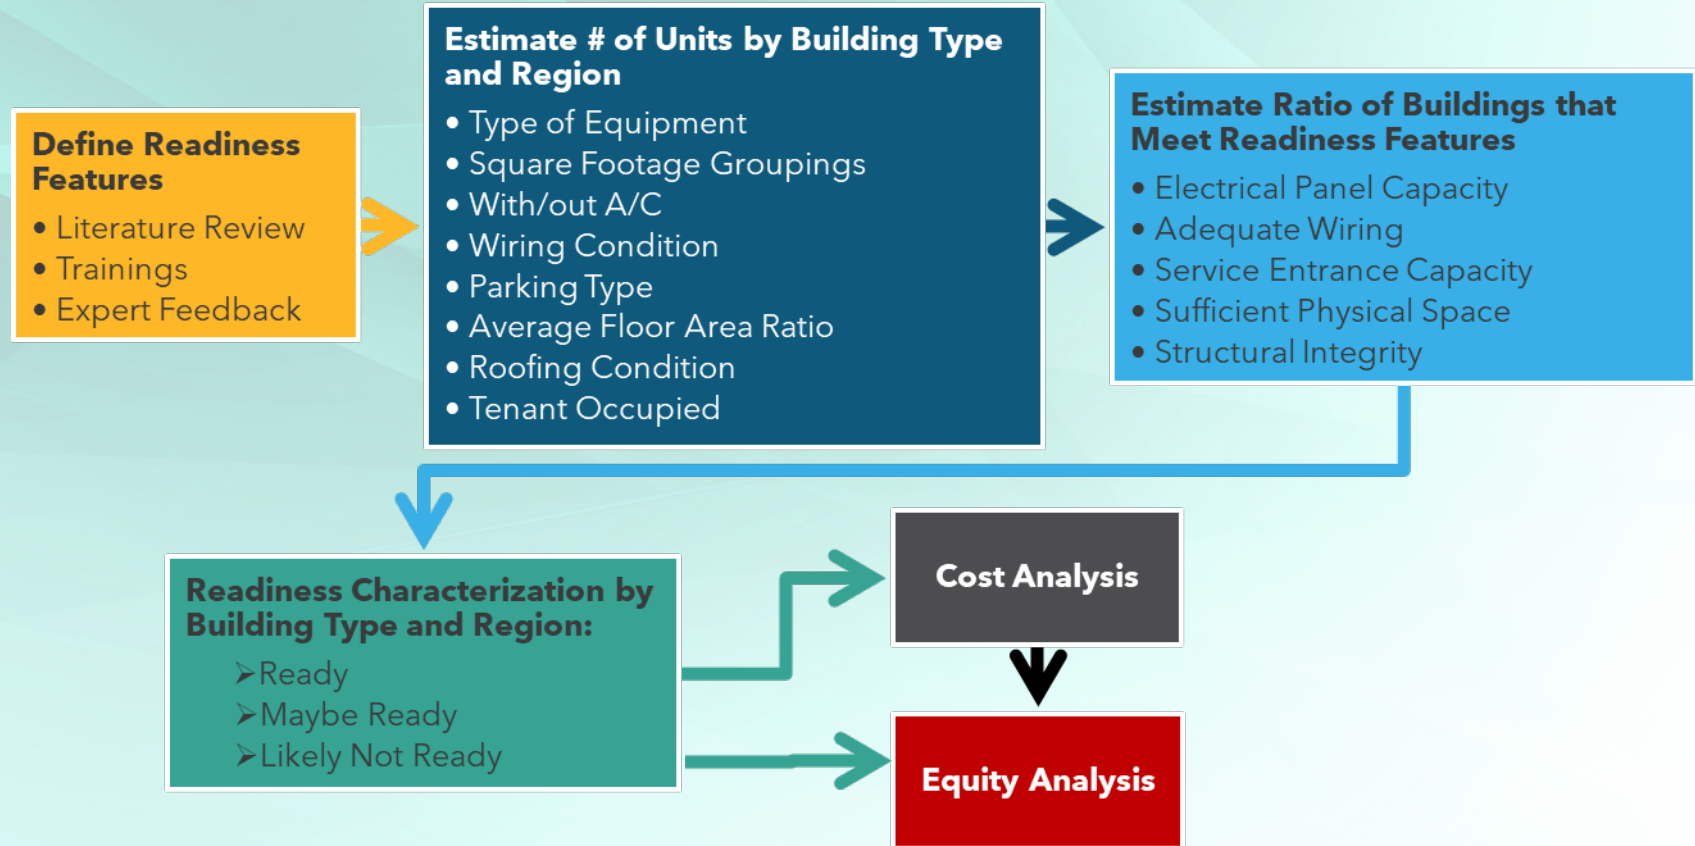 Define Readiness
Features
• Literature Review
• Trainings
• Expert Feedback
Estimate # of Units by Building Type
and Region
• Type of Equipment
• Square Footage Groupings
• With/out A/C
• Wiring Condition
• Parking Type
• Average Floor Area Ratio
• Roofing Condition
• Tenant Occupied
Estimate Ratio of Buildings that
Meet Readiness Features
• Electrical Panel Capacity
• Adequate Wiring
• Service Entrance Capacity
• Sufficient Physical Space
• Structural Integrity
Readiness Characterization by
Building Type and Region:
➢Ready
➢Maybe Ready
➢Likely Not Ready
Cost Analysis
Equity Analysis